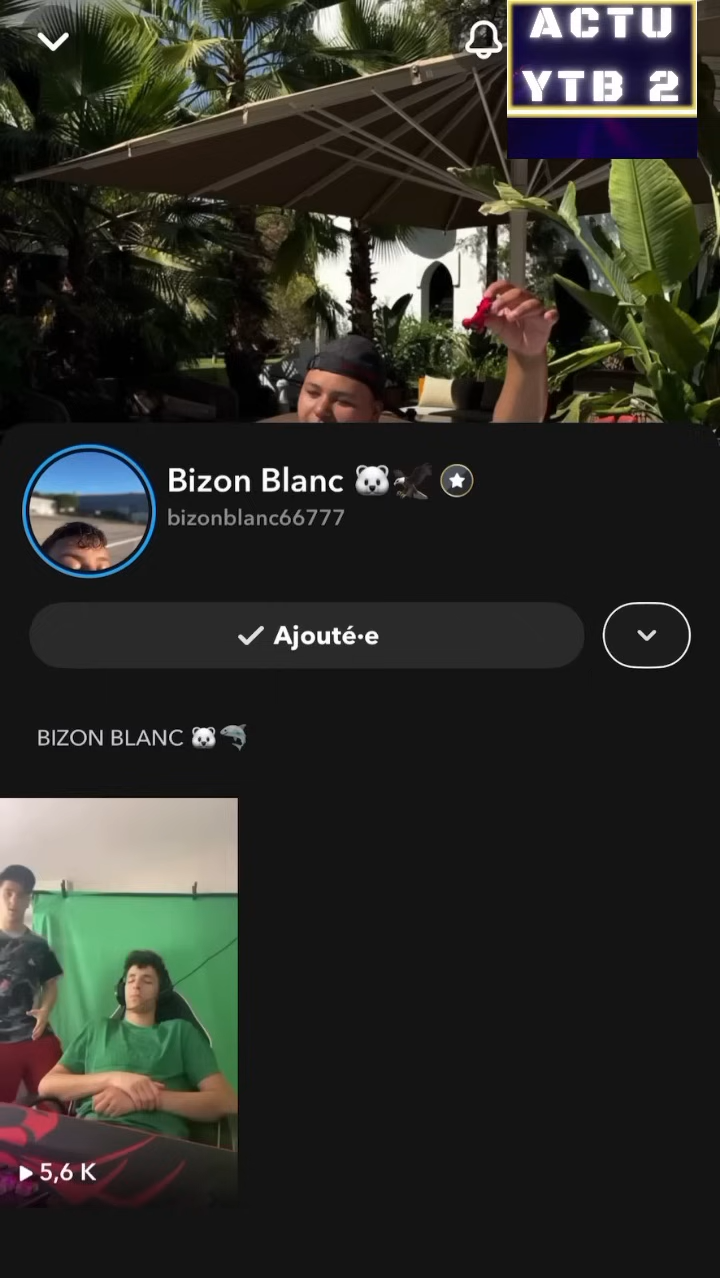 ACTU
YTB 2
Bizon Blanc 🐻‍❄️🦅
bizonblanc66777
Ajouté·e
BIZON BLANC 🐻‍❄️🐬
5,6 K